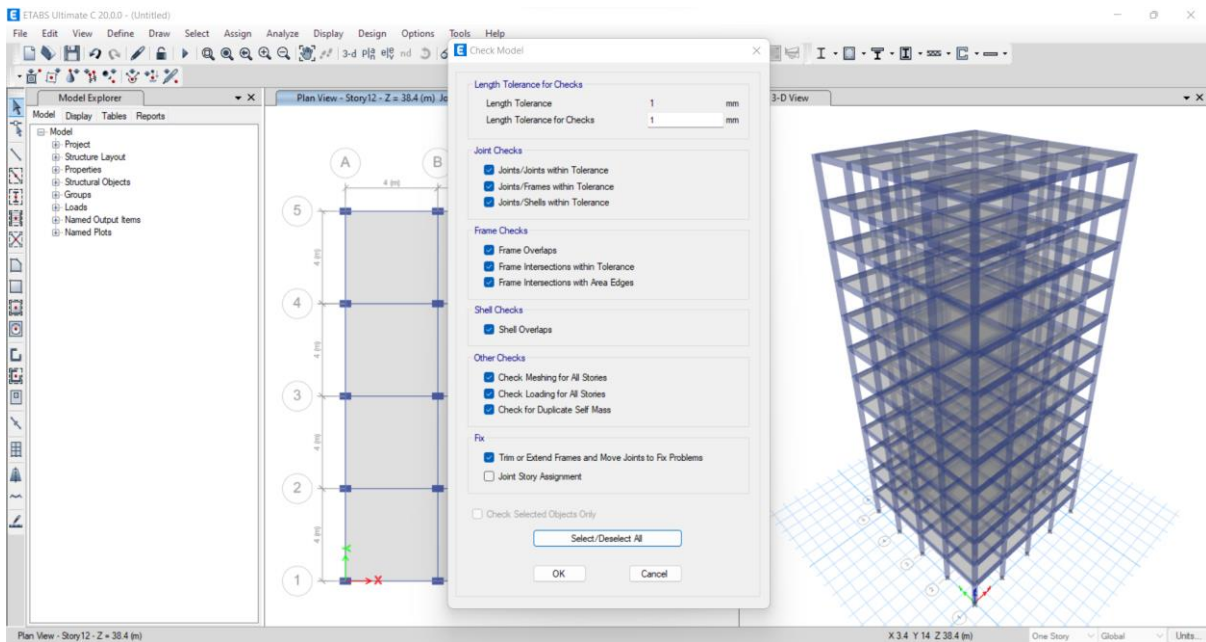 ETABS Ultimate C 20.0.0 - (Untitled)
File Edit View Define Draw Select Assign Analyze Display Design Options Tools Help
3-d
nd
Model Explorer
Model Display Tables Reports
Model
Project
Structure Layout
Properties
Structural Objects
Groups
Loads
Named Output Items
Named Plots
Plan View - Story12 - Z = 38.4 (m) Jo
A B
4 (m)
5
4 (m)
4
4 (m)
3
4 (m)
2
4 (m)
1
X
Y
Check Model
Length Tolerance for Checks
Length Tolerance 1 mm
Length Tolerance for Checks 1 mm
Joint Checks
Joints/Joints within Tolerance
Joints/Frames within Tolerance
Joints/Shells within Tolerance
Frame Checks
Frame Overlaps
Frame Intersections within Tolerance
Frame Intersections with Area Edges
Shell Checks
Shell Overlaps
Other Checks
Check Meshing for All Stories
Check Loading for All Stories
Check for Duplicate Self Mass
Fix
Trim or Extend Frames and Move Joints to Fix Problems
Joint Story Assignment
Check Selected Objects Only
Select/Deselect All
OK Cancel
3-D View
Plan View - Story12 - Z = 38.4 (m)
X 3.4 Y 14 Z 38.4 (m)
One Story Global Units...